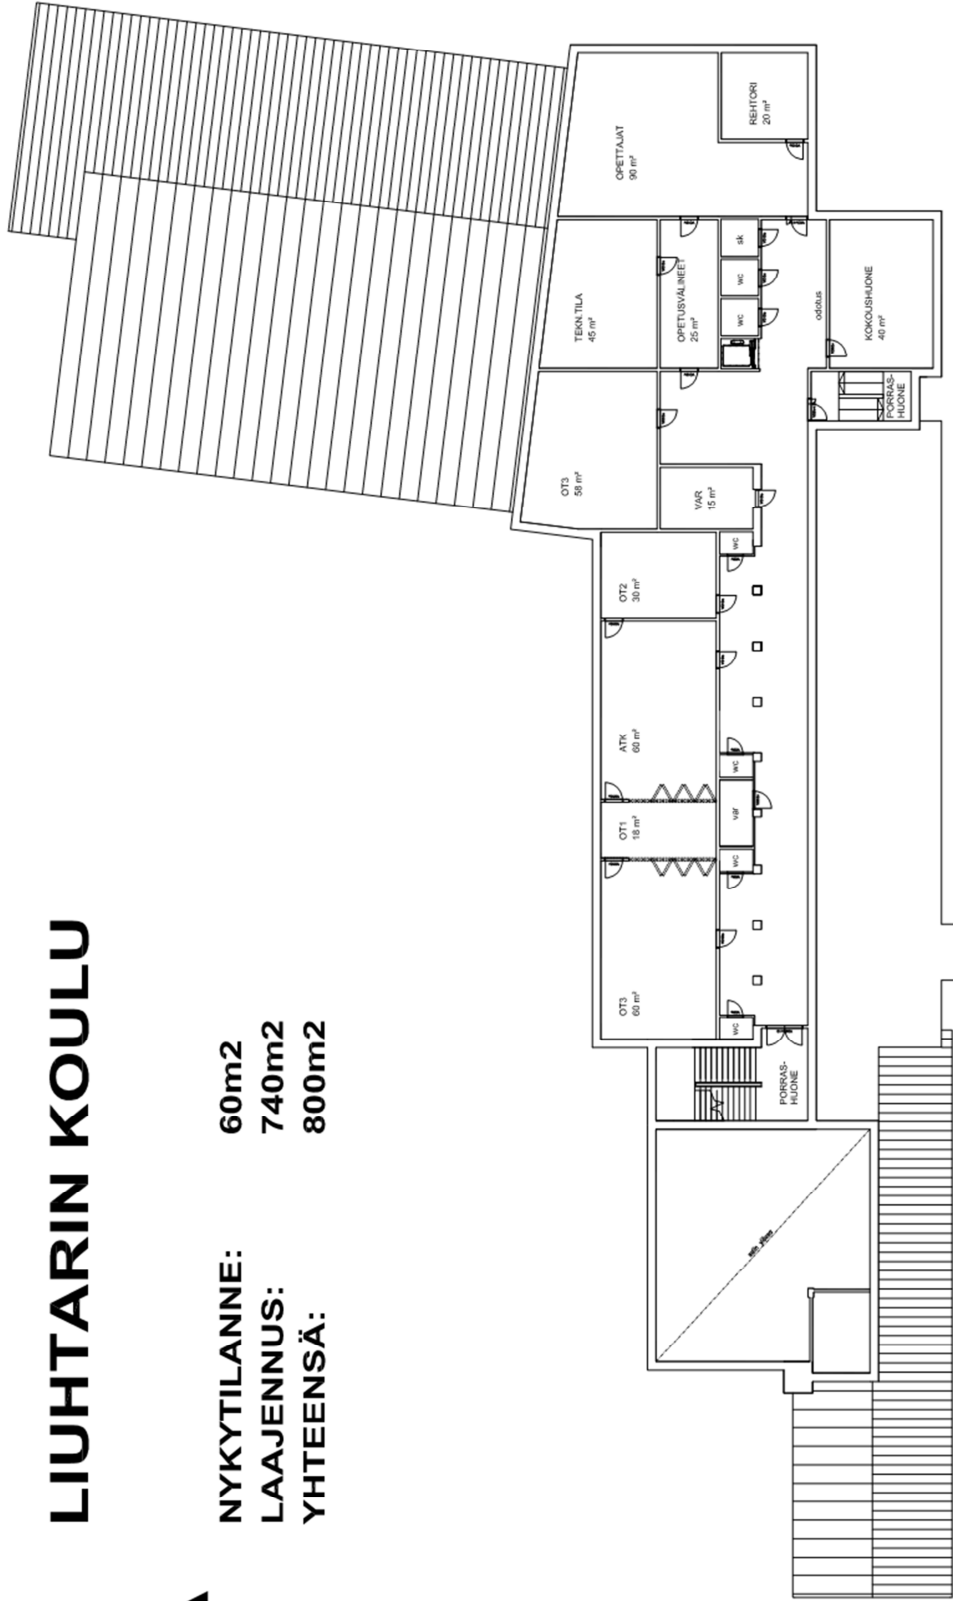 LIUHTARIN KOULU
NYKYTILANNE: 60m2
LAAJENNUS: 740m2
YHTEENSÄ: 800m2
PORRAS-
HUONE
OT3
60 m²
OT1
18 m²
ATK
60 m²
OT2
30 m²
wc
wc
var
wc
wc
OT3
58 m²
VAR
15 m²
TEKN.TILA
45 m²
OPETUSVÄLINEET
25 m²
wc
wc
sk
odotus
PORRAS-
HUONE
KOKOUSHUONE
40 m²
OPETTAJAT
90 m²
REHTORI
20 m²